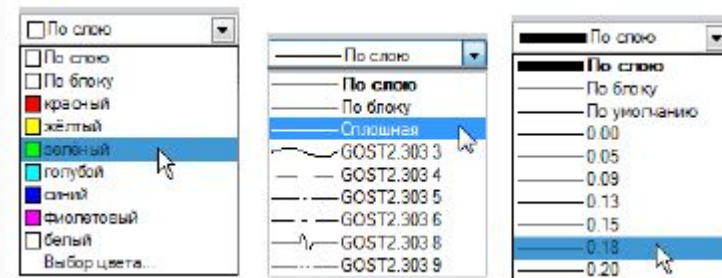 По слою
По слою
По блоку
красный
жёлтый
зелёный
голубой
синий
фиолетовый
белый
Выбор цвета...
По слою
По слою
По блоку
Сплошная
GOST2.303 3
GOST2.303 4
GOST2.303 5
GOST2.303 6
GOST2.303 8
GOST2.303 9
По слою
По слою
По блоку
По умолчанию
0.00
0.05
0.09
0.13
0.15
0.18
0.20